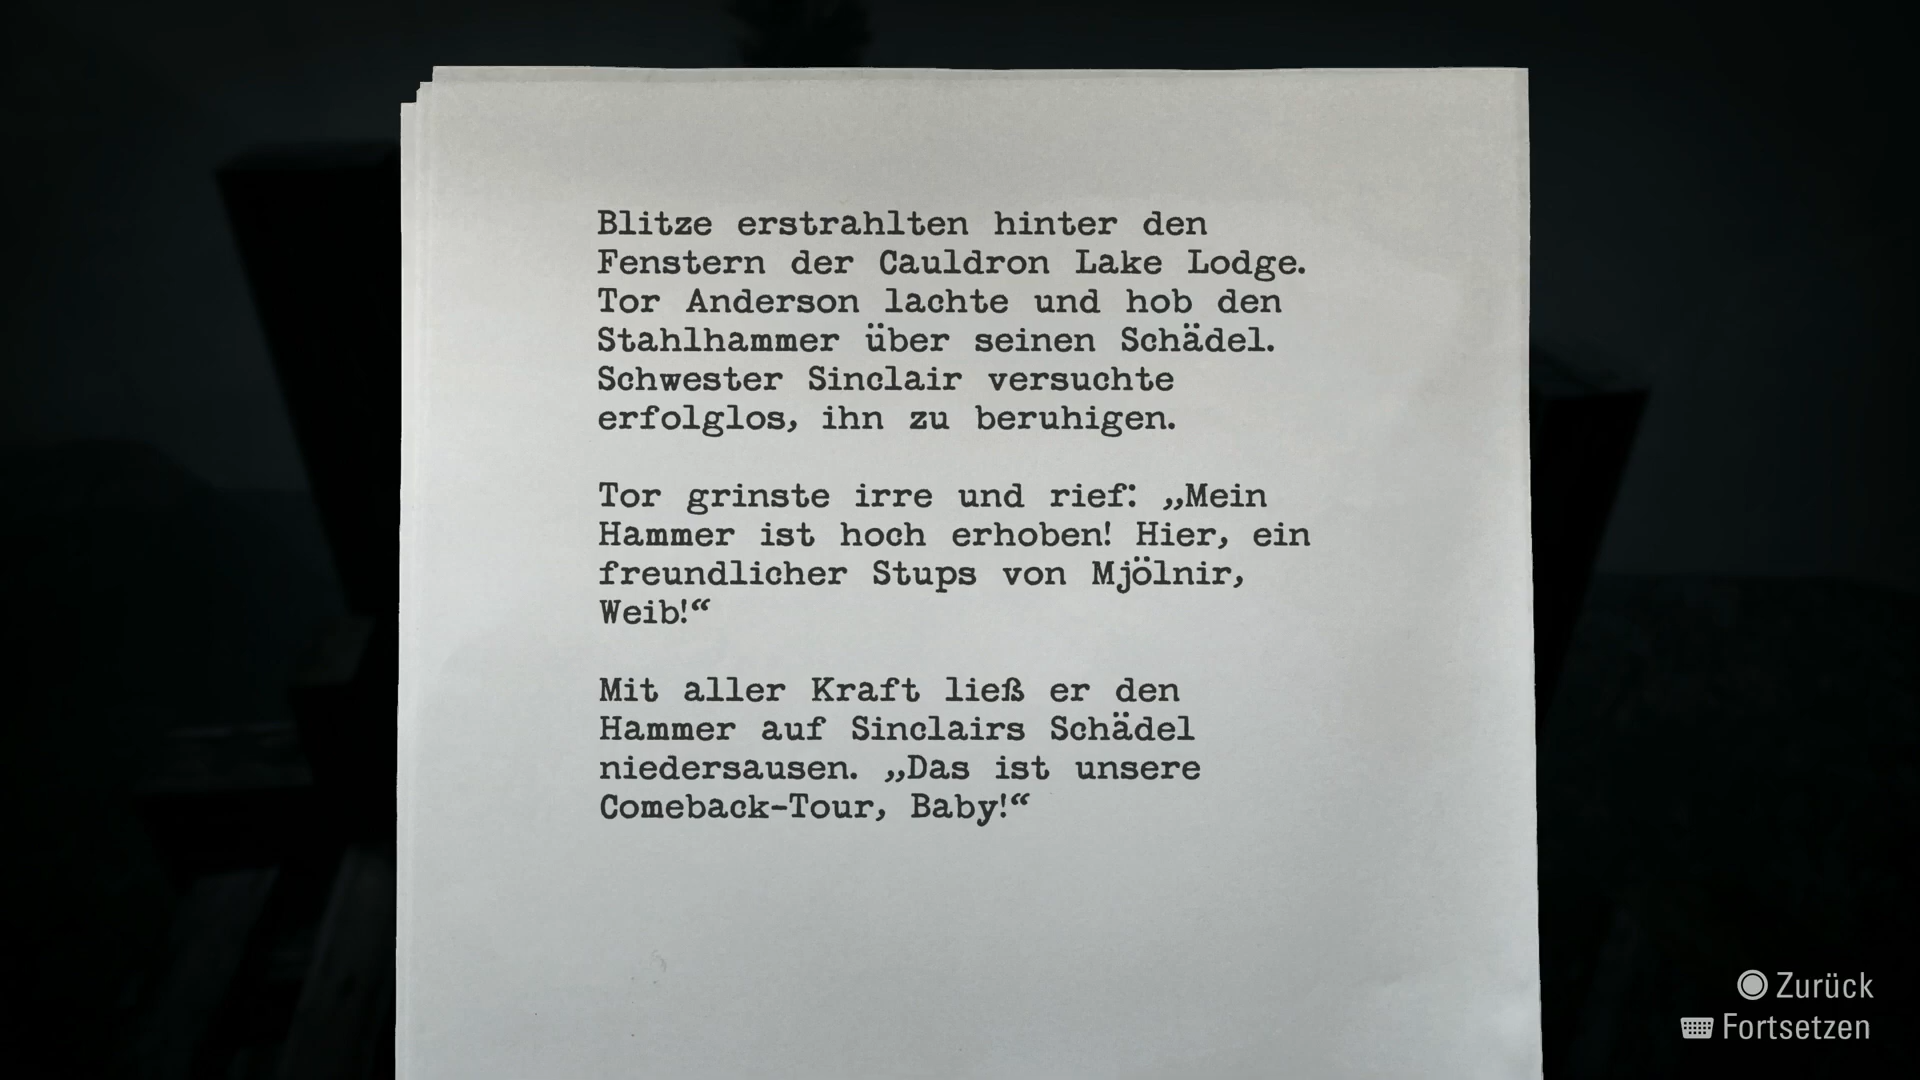 Blitze erstrahlten hinter den
Fenstern der Cauldron Lake Lodge.
Tor Anderson lachte und hob den
Stahlhammer über seinen Schädel.
Schwester Sinclair versuchte
erfolglos, ihn zu beruhigen.
Tor grinste irre und rief: „Mein
Hammer ist hoch erhoben! Hier, ein
freundlicher Stups von Mjölnir,
Weib!“
Mit aller Kraft ließ er den
Hammer auf Sinclairs Schädel
niedersausen. „Das ist unsere
Comeback-Tour, Baby!“
Zurück
Fortsetzen